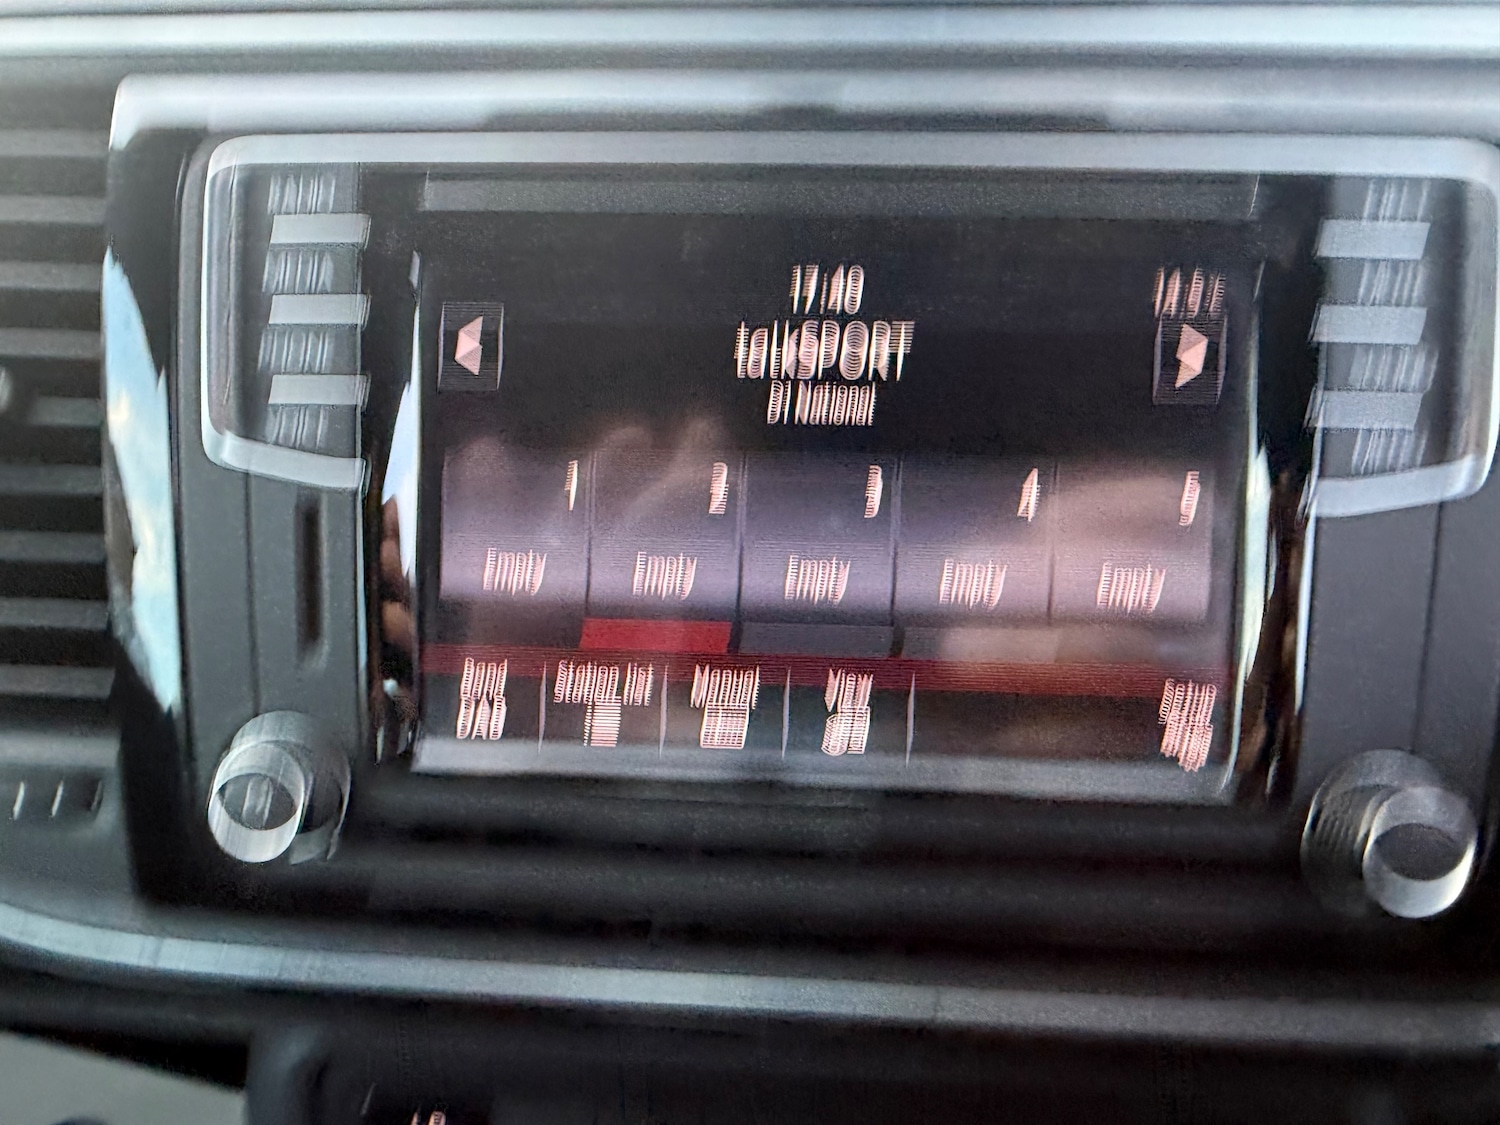 17:40
talkSPORT
D1 National
1 2 3 4 5
Empty Empty Empty Empty Empty
Band Station list Manual View Setup
DAB